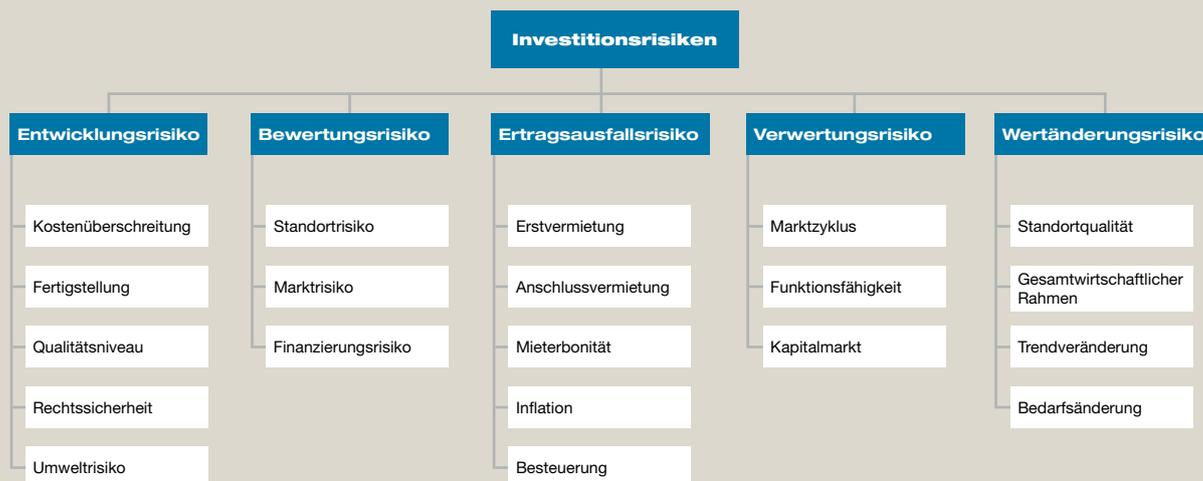 Investitionsrisiken
Entwicklungsrisiko
Kostenüberschreitung
Fertigstellung
Qualitätsniveau
Rechtssicherheit
Umweltrisiko
Bewertungsrisiko
Standortrisiko
Marktrisiko
Finanzierungsrisiko
Ertragsausfallsrisiko
Erstvermietung
Anschlussvermietung
Mieterbonität
Inflation
Besteuerung
Verwertungsrisiko
Marktzyklus
Funktionsfähigkeit
Kapitalmarkt
Wertänderungsrisiko
Standortqualität
Gesamtwirtschaftlicher
Rahmen
Trendveränderung
Bedarfsänderung